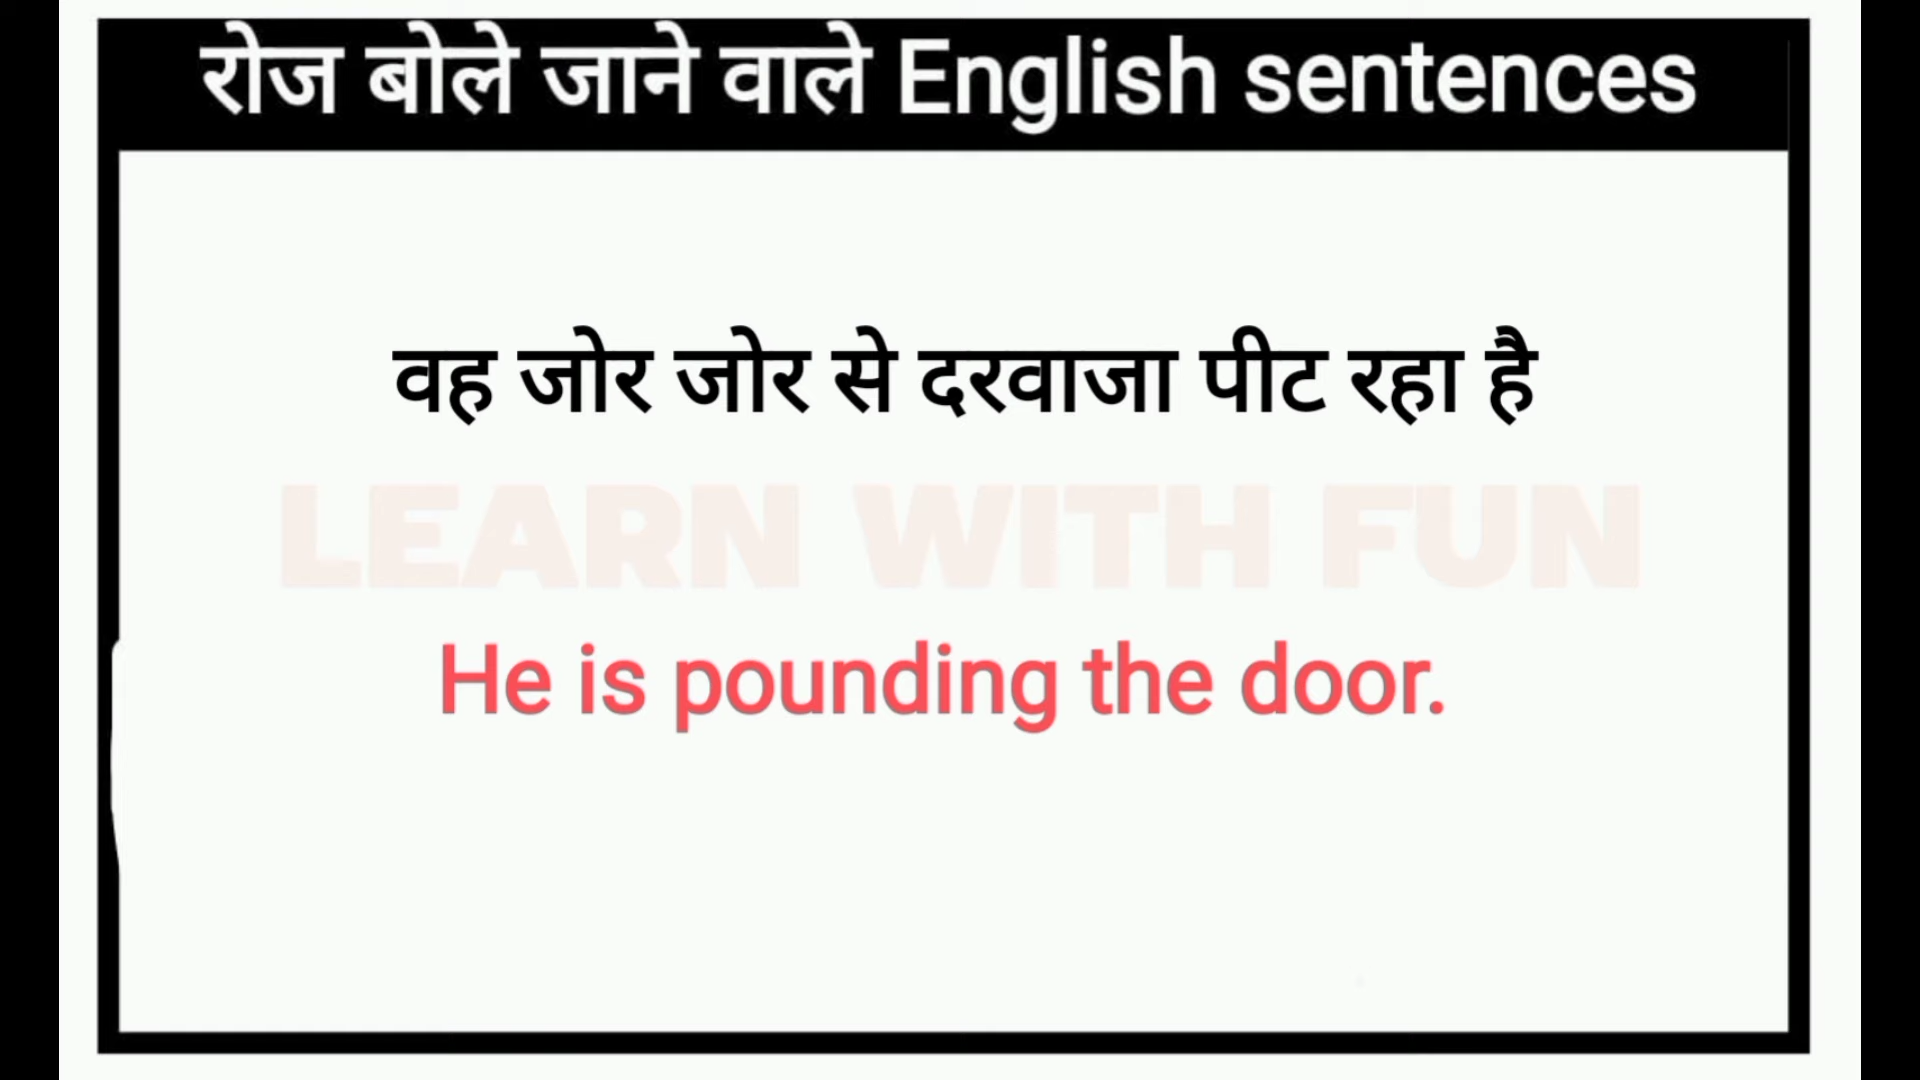 रोज बोले जाने वाले English sentences
वह जोर जोर से दरवाजा पीट रहा है
LEARN WITH FUN
He is pounding the door.